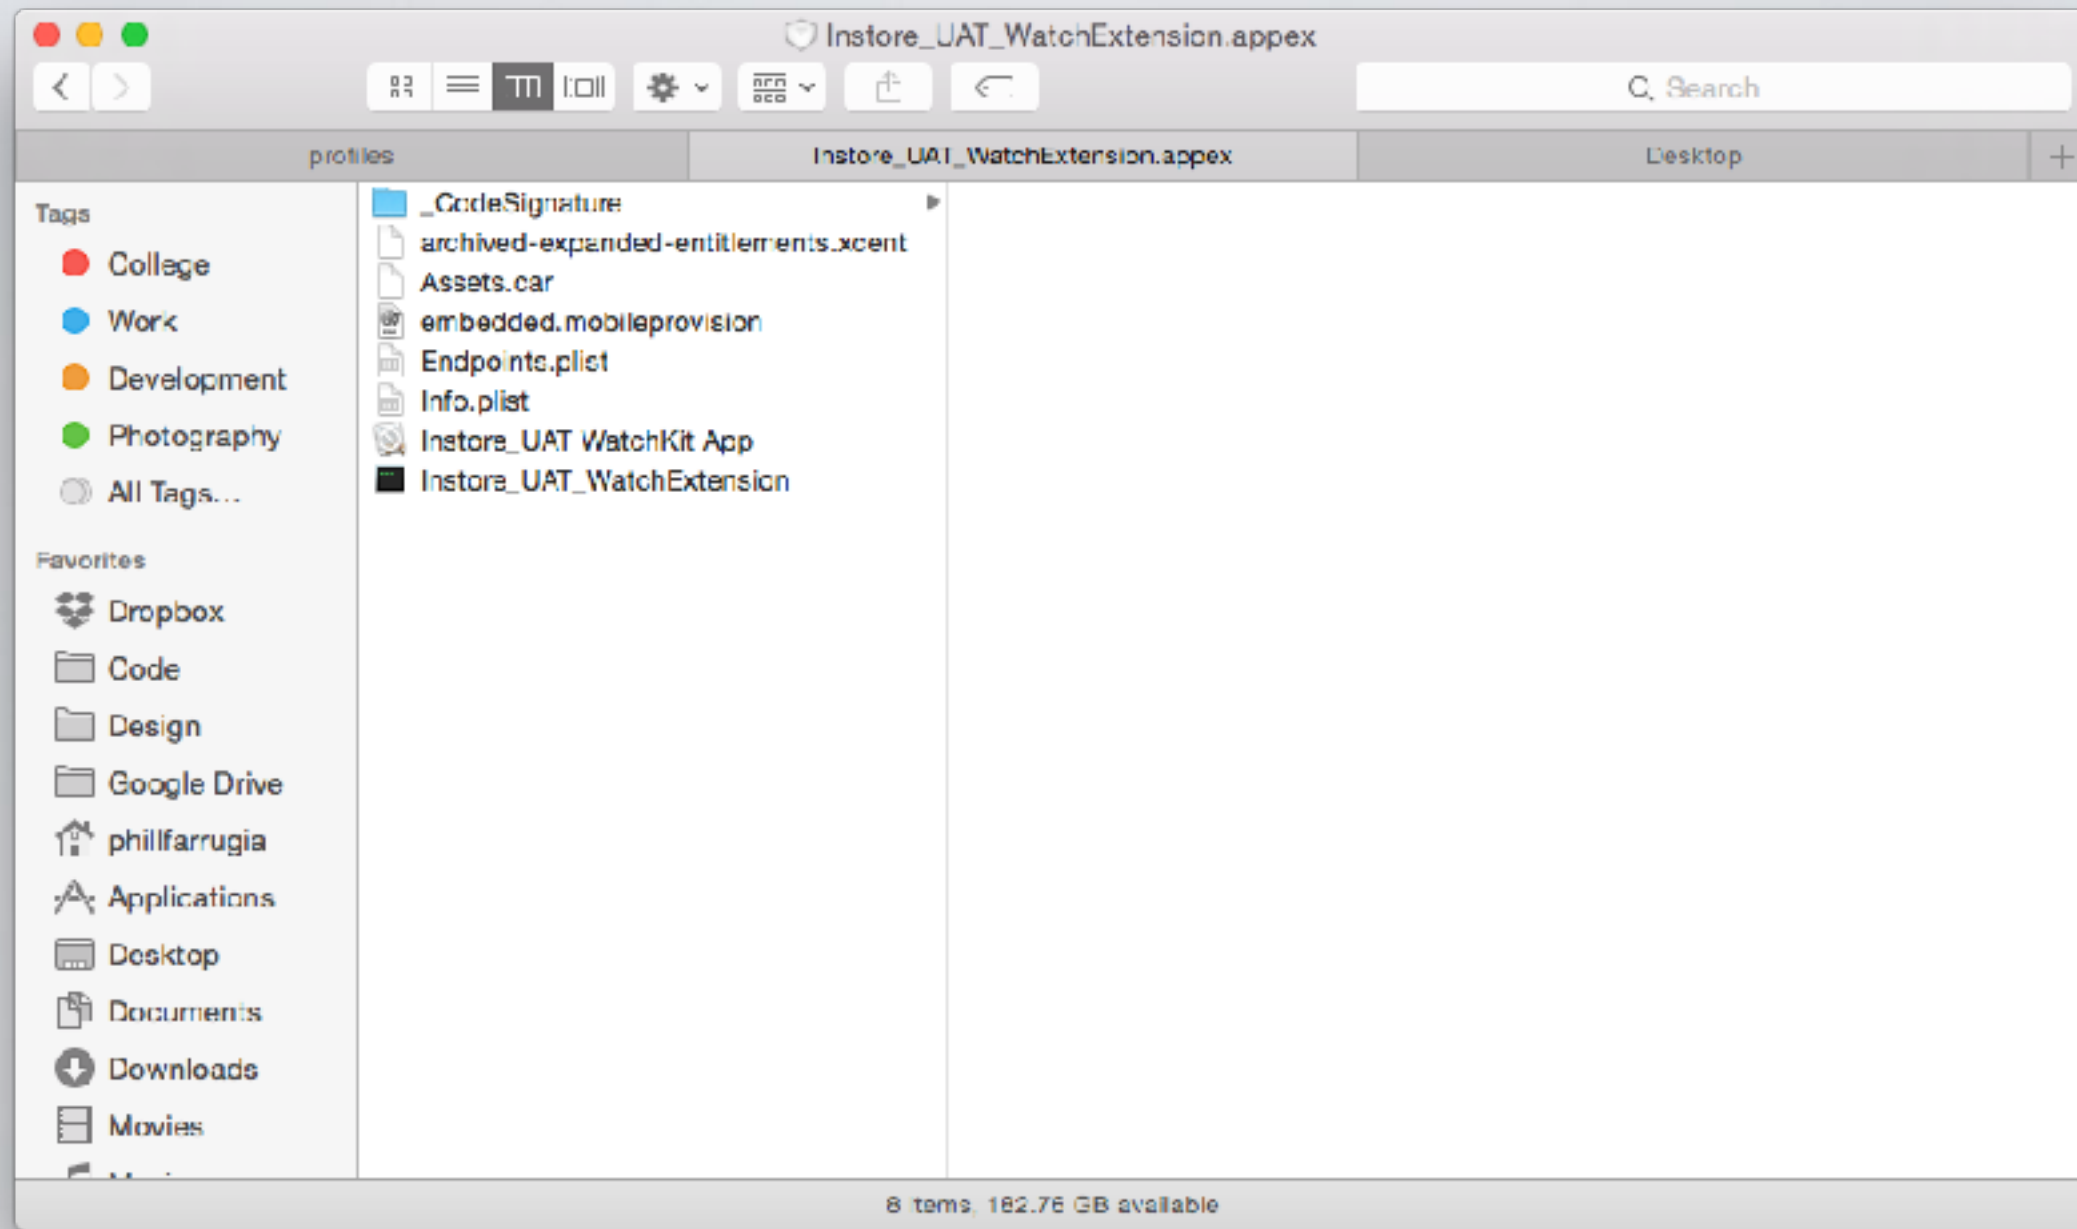 Instore_UAT_WatchExtension.appex
Search
profiles
Instore_UAT_WatchExtension.appex
Desktop
Tags
College
Work
Development
Photography
All Tags...
Favorites
Dropbox
Code
Design
Google Drive
phillfarrugia
Applications
Desktop
Documents
Downloads
Movies
_CodeSignature
archived-expanded-entitlements.xcent
Assets.car
embedded.mobileprovision
Endpoints.plist
Info.plist
Instore_UAT WatchKit App
Instore_UAT_WatchExtension
8 items, 182.76 GB available